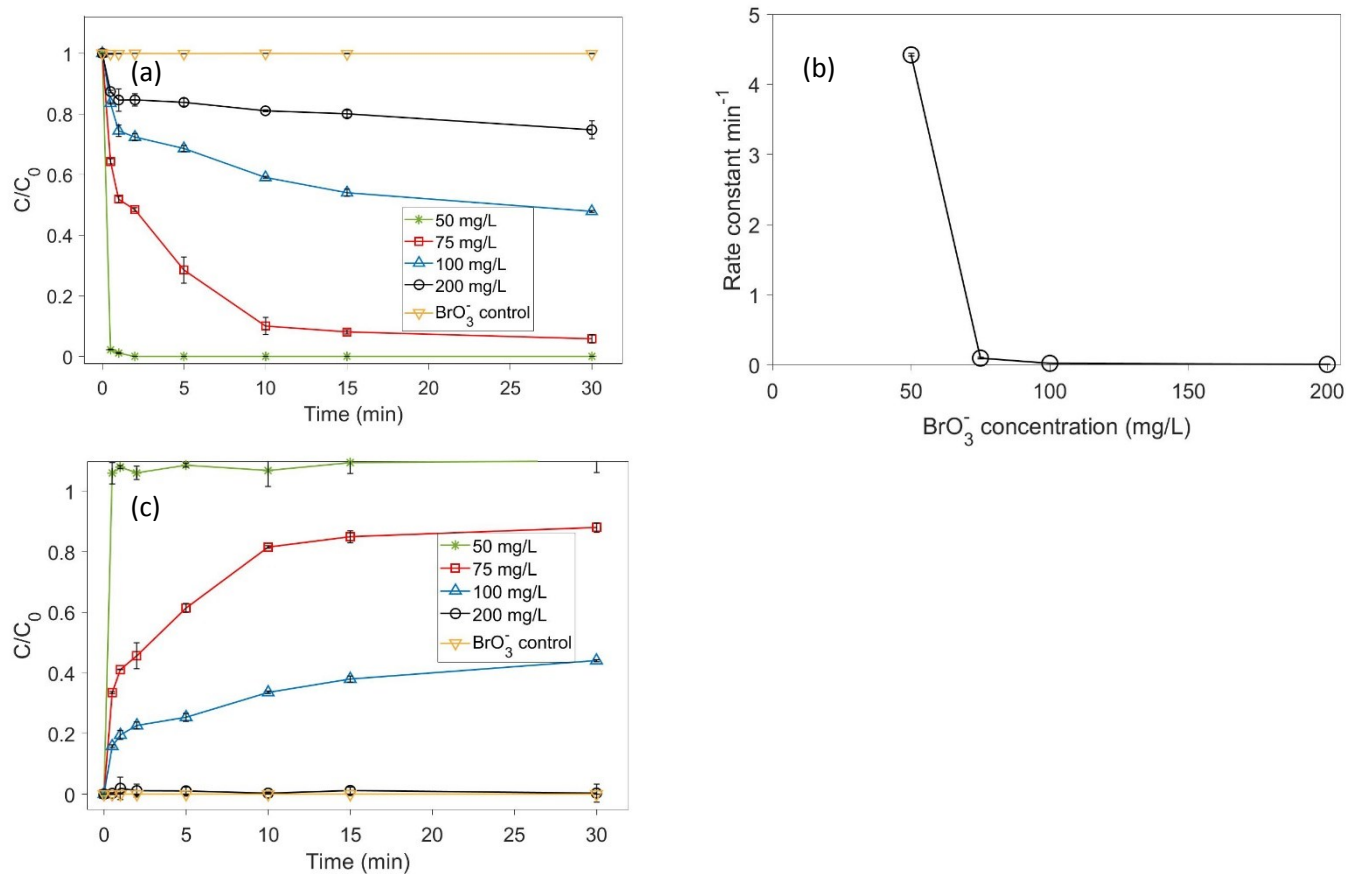 (a)
C/C0
1
0.8
0.6
0.4
0.2
0
0 5 10 15 20 25 30
Time (min)
50 mg/L
75 mg/L
100 mg/L
200 mg/L
BrO3- control
(b)
Rate constant min-1
5
4
3
2
1
0
0 50 100 150 200
BrO3- concentration (mg/L)
(c)
C/C0
1
0.8
0.6
0.4
0.2
0
0 5 10 15 20 25 30
Time (min)
50 mg/L
75 mg/L
100 mg/L
200 mg/L
BrO3- control